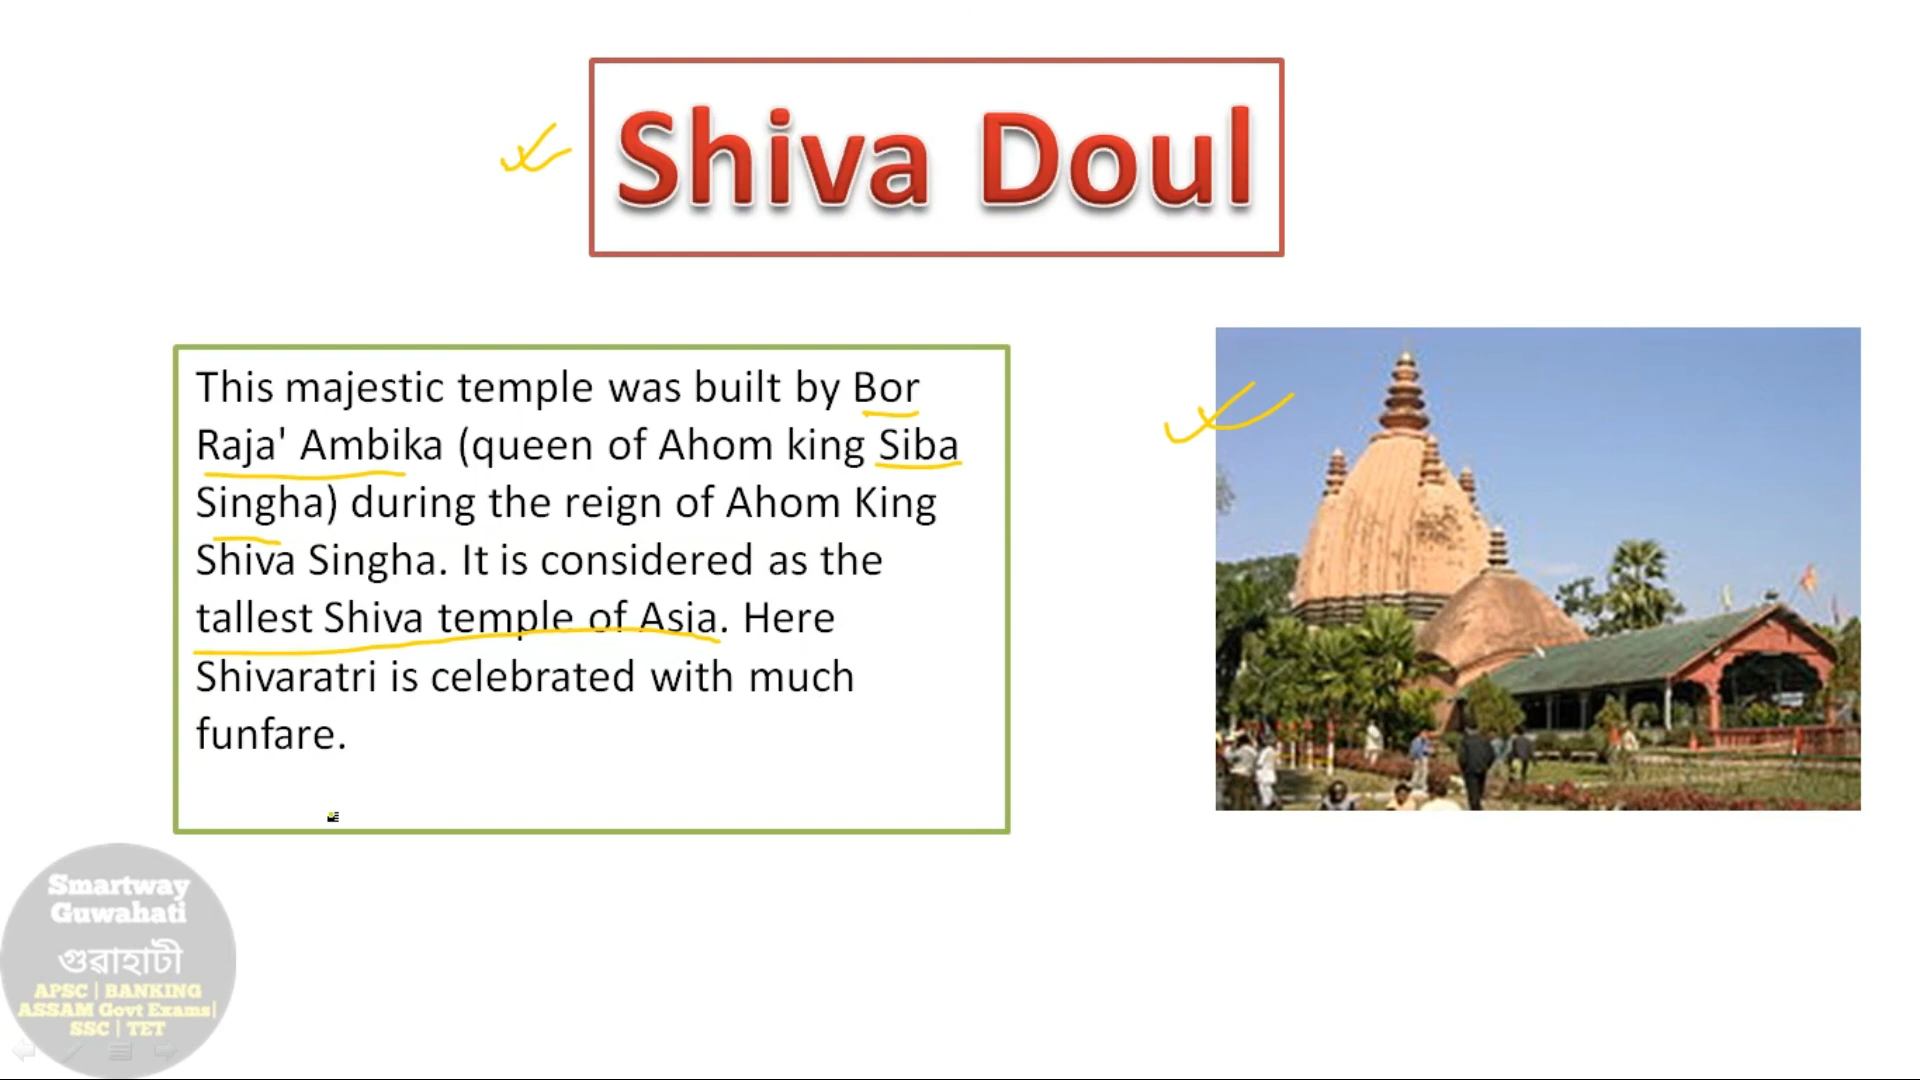 Shiva Doul
This majestic temple was built by Bor
Raja' Ambika (queen of Ahom king Siba
Singha) during the reign of Ahom King
Shiva Singha. It is considered as the
tallest Shiva temple of Asia. Here
Shivaratri is celebrated with much
funfare.
Smartway
Guwahati
গুৱাহাটী
APSC | BANKING
ASSAM Govt Exams|
SSC | TET